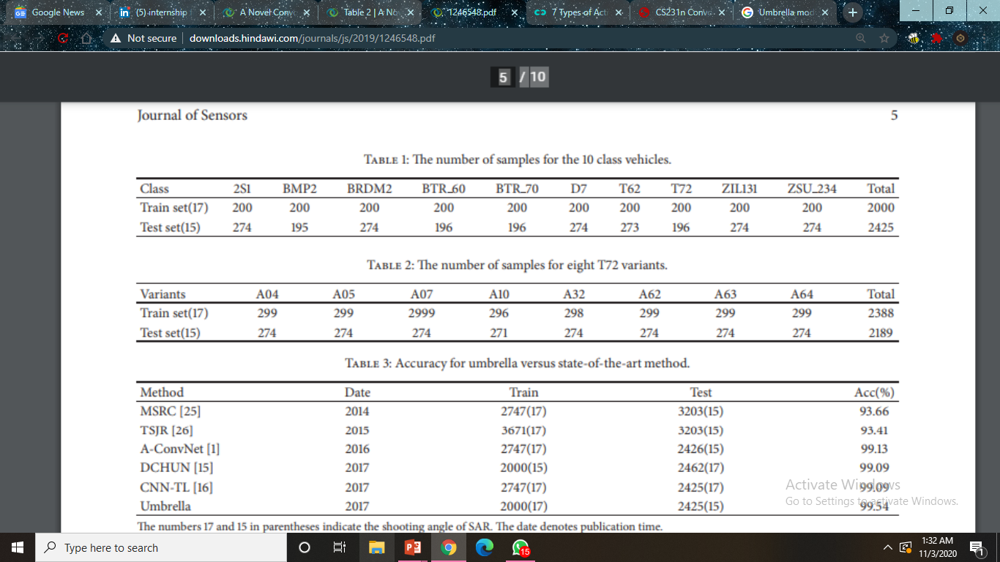 Google News
(5) internship
A Novel Conv
Table 2 | A No
1246548.pdf
7 Types of Acti
CS231n Convo
Umbrella mod
Not secure | downloads.hindawi.com/journals/js/2019/1246548.pdf
5 / 10
Journal of Sensors 5
TABLE 1: The number of samples for the 10 class vehicles.
Class 2S1 BMP2 BRDM2 BTR_60 BTR_70 D7 T62 T72 ZIL131 ZSU_234 Total
Train set(17) 200 200 200 200 200 200 200 200 200 200 2000
Test set(15) 274 195 274 196 196 274 273 196 274 274 2425
TABLE 2: The number of samples for eight T72 variants.
Variants A04 A05 A07 A10 A32 A62 A63 A64 Total
Train set(17) 299 299 2999 296 298 299 299 299 2388
Test set(15) 274 274 274 271 274 274 274 274 2189
TABLE 3: Accuracy for umbrella versus state-of-the-art method.
Method Date Train Test Acc(%)
MSRC [25] 2014 2747(17) 3203(15) 93.66
TSJR [26] 2015 3671(17) 3203(15) 93.41
A-ConvNet [1] 2016 2747(17) 2426(15) 99.13
DCHUN [15] 2017 2000(15) 2462(17) 99.09
CNN-TL [16] 2017 2747(17) 2425(17) 99.09
Umbrella 2017 2000(17) 2425(15) 99.54
The numbers 17 and 15 in parentheses indicate the shooting angle of SAR. The date denotes publication time.
Activate Windows
Go to Settings to activate Windows.
Type here to search
15
1:32 AM
11/3/2020
1